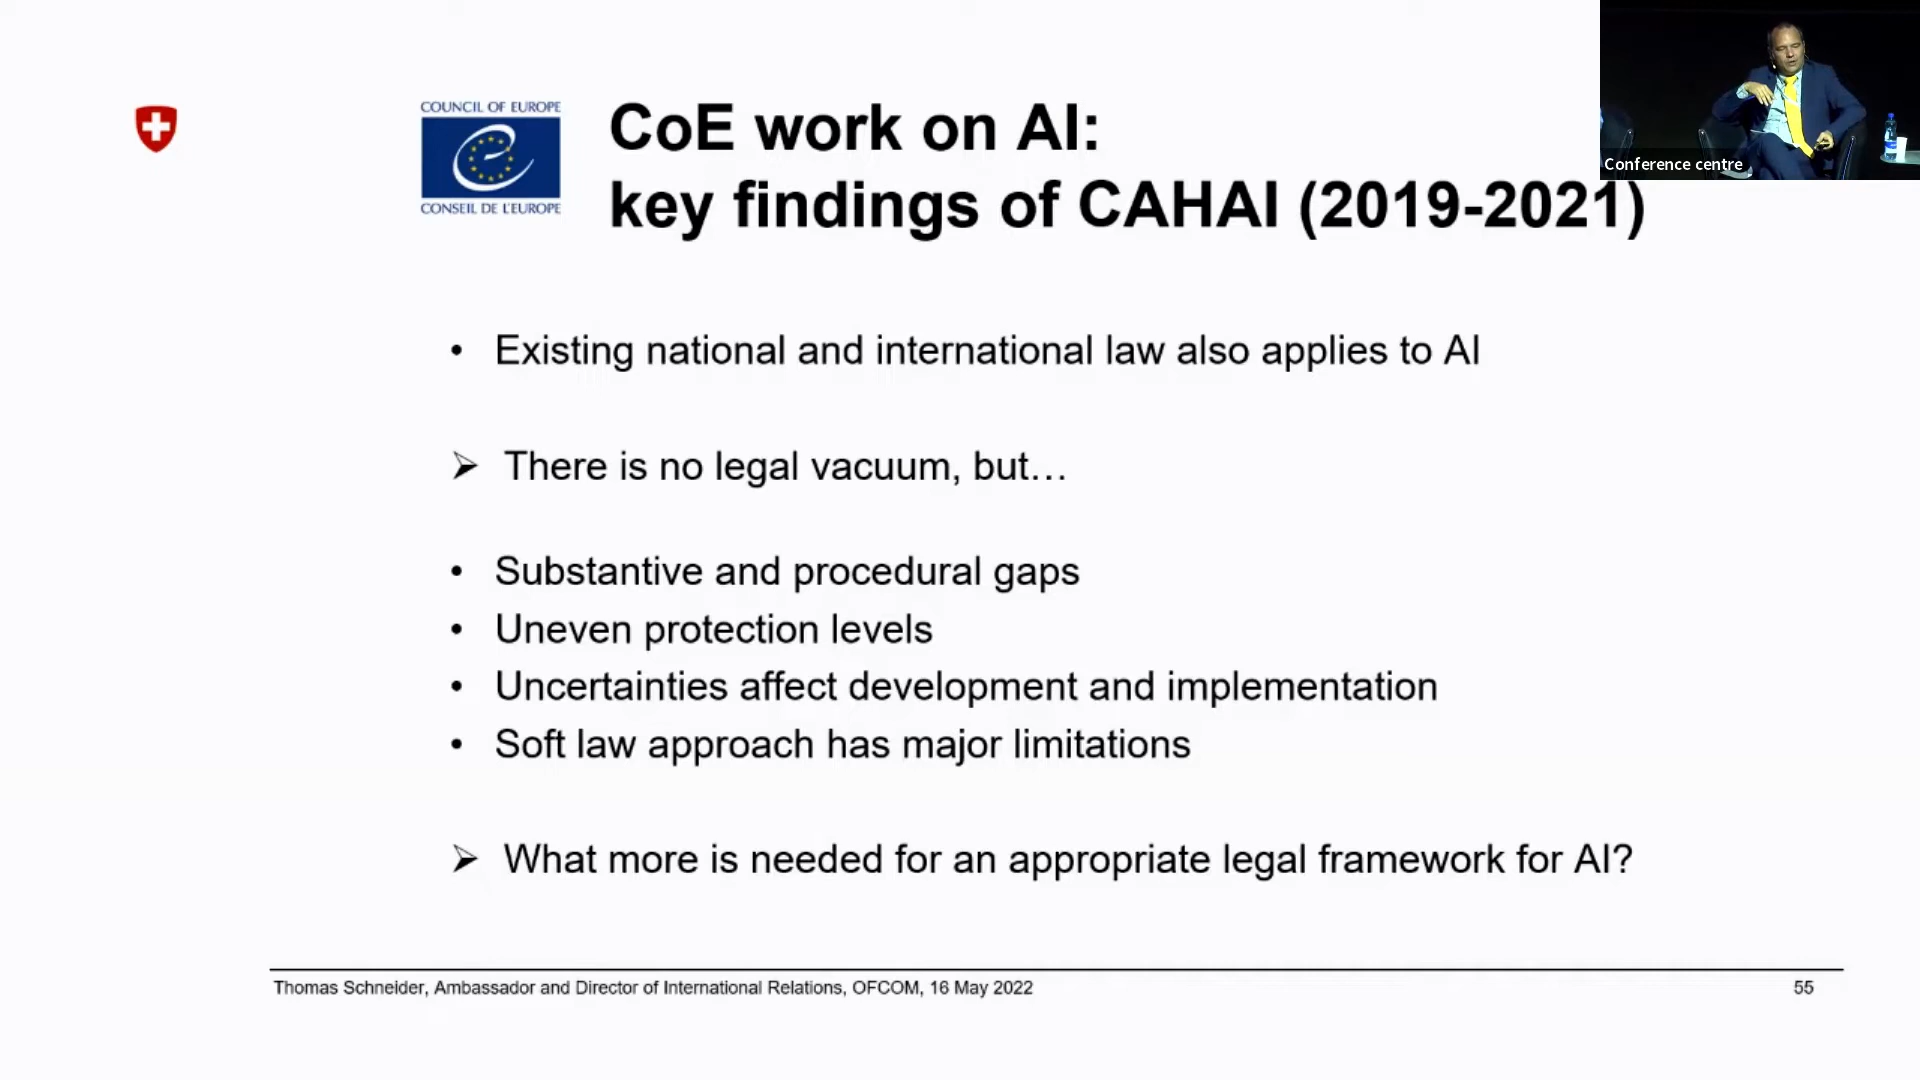 COUNCIL OF EUROPE
CONSEIL DE L'EUROPE
CoE work on AI:
key findings of CAHAI (2019-2021)
Conference centre
• Existing national and international law also applies to AI
➢ There is no legal vacuum, but…
• Substantive and procedural gaps
• Uneven protection levels
• Uncertainties affect development and implementation
• Soft law approach has major limitations
➢ What more is needed for an appropriate legal framework for AI?
Thomas Schneider, Ambassador and Director of International Relations, OFCOM, 16 May 2022
55